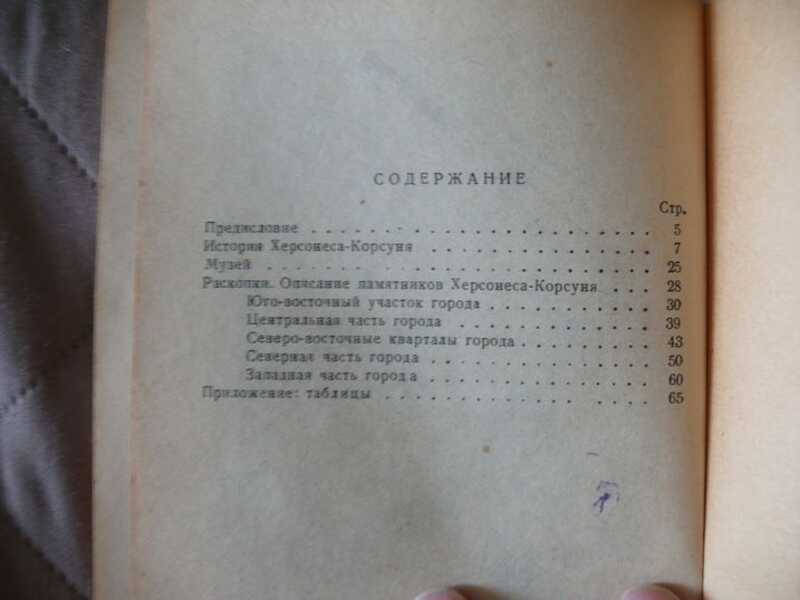 СОДЕРЖАНИЕ
Стр.
Предисловие . . . . . . . . . . . . . . . . . . . . . 5
История Херсонеса-Корсуня . . . . . . . . . . . . . 7
Музей . . . . . . . . . . . . . . . . . . . . . . . . 25
Раскопки. Описание памятников Херсонеса-Корсуня . . . 28
Юго-восточный участок города . . . . . . . . . . . 30
Центральная часть города . . . . . . . . . . . . 39
Северо-восточные кварталы города . . . . . . . . . 43
Северная часть города . . . . . . . . . . . . . . 50
Западная часть города . . . . . . . . . . . . . . 60
Приложение: таблицы . . . . . . . . . . . . . . . . 65